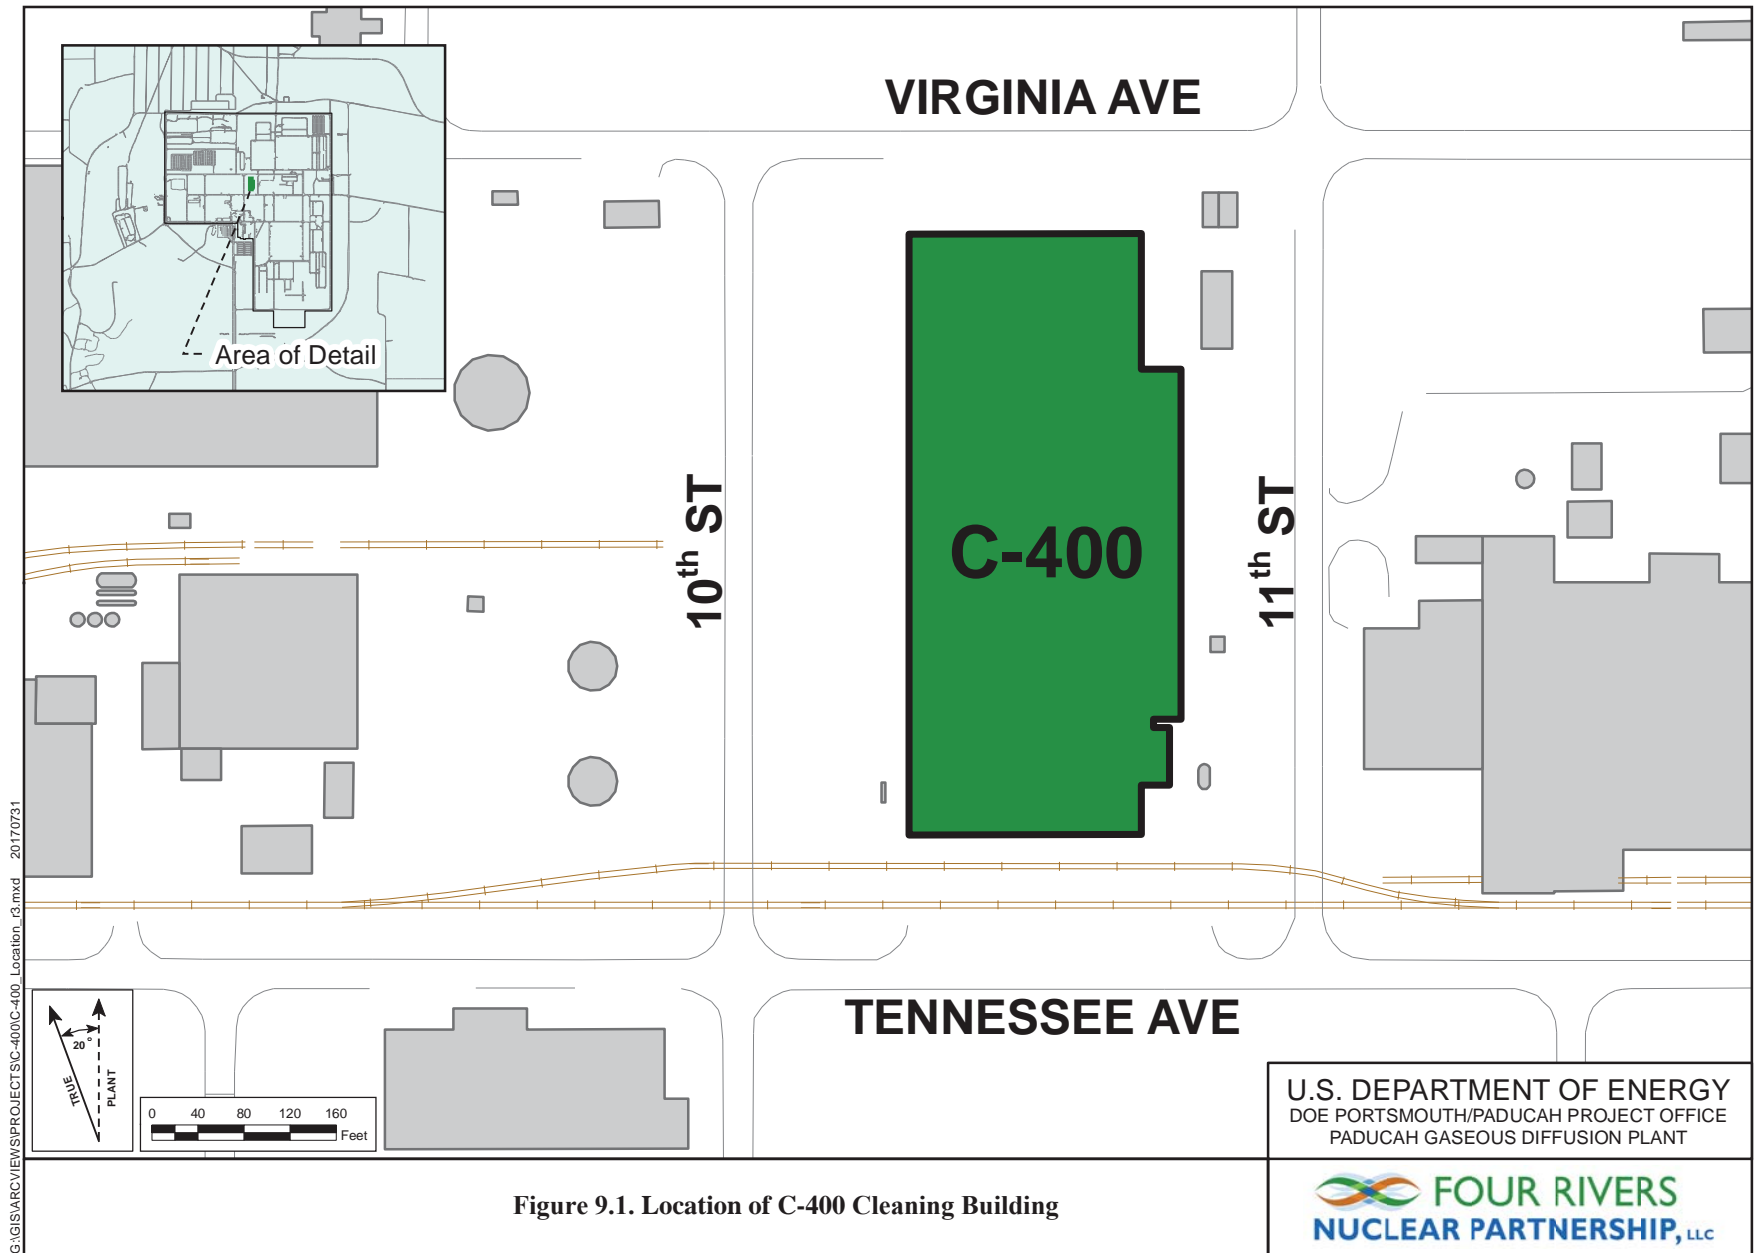 VIRGINIA AVE
Area of Detail
10th ST
C-400
11th ST
TENNESSEE AVE
20°
TRUE
PLANT
0 40 80 120 160
Feet
U.S. DEPARTMENT OF ENERGY
DOE PORTSMOUTH/PADUCAH PROJECT OFFICE
PADUCAH GASEOUS DIFFUSION PLANT
Figure 9.1. Location of C-400 Cleaning Building
FOUR RIVERS
NUCLEAR PARTNERSHIP, LLC
G:\GIS\ARCVIEWS\PROJECTS\C-400\C-400_Location_r3.mxd 20170731